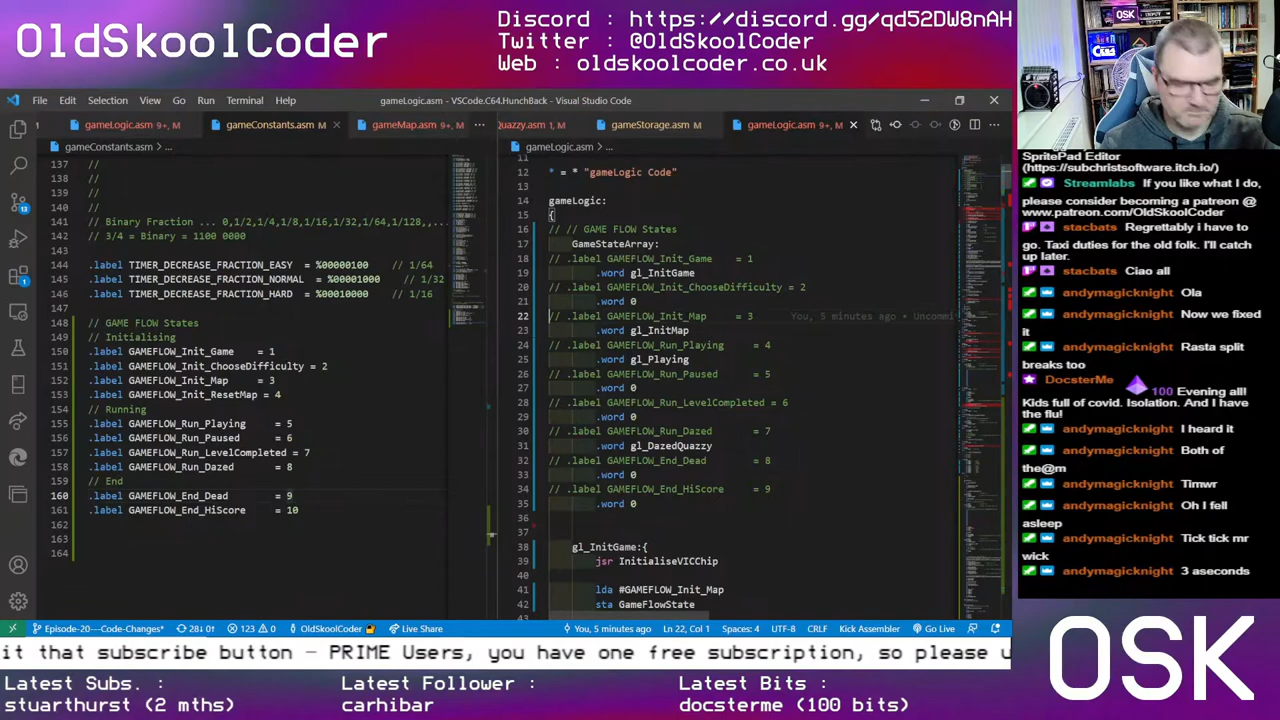 OldSkoolCoder
Discord : https://discord.gg/qd52DW8nAH
Twitter : @OldSkoolCoder
Web : oldskoolcoder.co.uk
File Edit Selection View Go Run Terminal Help
gameLogic.asm - VSCode.C64.HunchBack - Visual Studio Code
gameLogic.asm 9+, M
gameConstants.asm M
gameMap.asm 9+, M
Quazzy.asm 1, M
gameStorage.asm M
gameLogic.asm 9+, M
gameConstants.asm > ...
137 //
138
139
140
141 Binary Fraction ... 0,1/2,1
1/8,1/16,1/32,1/64,1/128,,...
142 /4 = Binary = 1100 0000
143
144 label TIMER_DECREASE_FRACTION
= %00000100 // 1/64
145 label TIMER_DECREASE_FRACTION
146 label TIMER_DECREASE_FRACTION
// 1/16
147
148 // GAME FLOW States
149 // Initialising
150 .label GAMEFLOW_Init_Game
151 .label GAMEFLOW_Init_ChooseDifficulty = 2
152 .label GAMEFLOW_Init_Map
153 .label GAMEFLOW_Init_ResetMap = 4
154 // Running
155 .label GAMEFLOW_Run_Playing = 5
156 .label GAMEFLOW_Run_Paused = 6
157 .label GAMEFLOW_Run_LevelCompleted = 7
158 .label GAMEFLOW_Run_Dazed = 8
159 // End
160 .label GAMEFLOW_End_Dead = 9
161 .label GAMEFLOW_End_HiScore = 10
162
163
164
gameLogic.asm > ...
11
12 * = * "gameLogic Code"
13
14 gameLogic:
15 {
16 // // GAME FLOW States
17 GameStateArray:
18 // .label GAMEFLOW_Init_Game = 1
19 .word gl_InitGame
20 // .label GAMEFLOW_Init_ChoseDifficulty = 2
21 .word 0
22 // .label GAMEFLOW_Init_Map = 3 You, 5 minutes ago • Uncommit
23 .word gl_InitMap
24 // .label GAMEFLOW_Run_Playing = 4
25 .word gl_Playing
26 // .label GAMEFLOW_Run_Paused = 5
27 .word 0
28 // .label GAMEFLOW_Run_LevelCompleted = 6
29 .word 0
30 // .label GAMEFLOW_Run_Dazed = 7
31 .word gl_DazedQuazy
32 // .label GAMEFLOW_End_Dead = 8
33 .word 0
34 // .label GAMEFLOW_End_HiScore = 9
35 .word 0
36
37
38 gl_InitGame:{
39 jsr InitialiseVICChip
40
41 lda #GAMEFLOW_Init_Map
42 sta GameFlowState
43
Episode-20---Code-Changes* 28↓ 0↑ 123 1 OldSkoolCoder Live Share You, 5 minutes ago Ln 22, Col 1 Spaces: 4 UTF-8 CRLF Kick Assembler Go Live
SpritePad Editor
(https://subchristsoftware.itch.io/)
Streamlabs If you like what I do,
please consider becoming a patreon @
www.patreon.com/OldSkoolCoder
stacbats Regrettably i have to
go. Taxi duties for the old folk. I'll catch
up later.
stacbats Ciao all
andymagicknight Ola
andymagicknight Now we fixed
it
andymagicknight Rasta split
breaks too
DocsterMe 100 Evening all!
Kids full of covid. Isolation. And I have
the flu!
andymagicknight I heard it
andymagicknight Both of
the@m
andymagicknight Timwr
andymagicknight Oh I fell
asleep
andymagicknight Tick tick mr
wick
andymagicknight 3 aseconds
it that subscribe button - PRIME Users, you have one free subscription, so please u
Latest Subs. :
stuarthurst (2 mths)
Latest Follower :
carhibar
Latest Bits :
docsterme (100 bits)
OSK